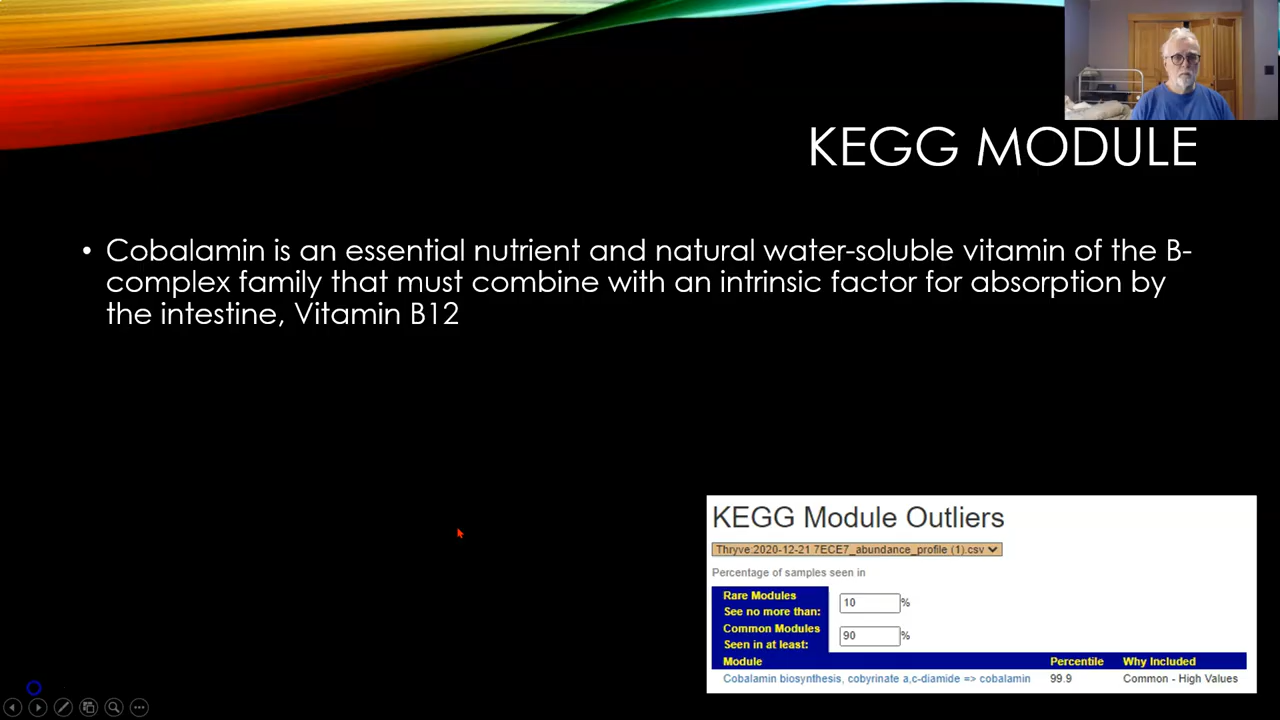 KEGG MODULE
• Cobalamin is an essential nutrient and natural water-soluble vitamin of the B-
complex family that must combine with an intrinsic factor for absorption by
the intestine, Vitamin B12
KEGG Module Outliers
Thryve:2020-12-21 7ECE7_abundance_profile (1).csv
Percentage of samples seen in
Rare Modules
See no more than: 10 %
Common Modules
Seen in at least: 90 %
Module Percentile Why Included
Cobalamin biosynthesis, cobyrinate a,c-diamide => cobalamin 99.9 Common - High Values